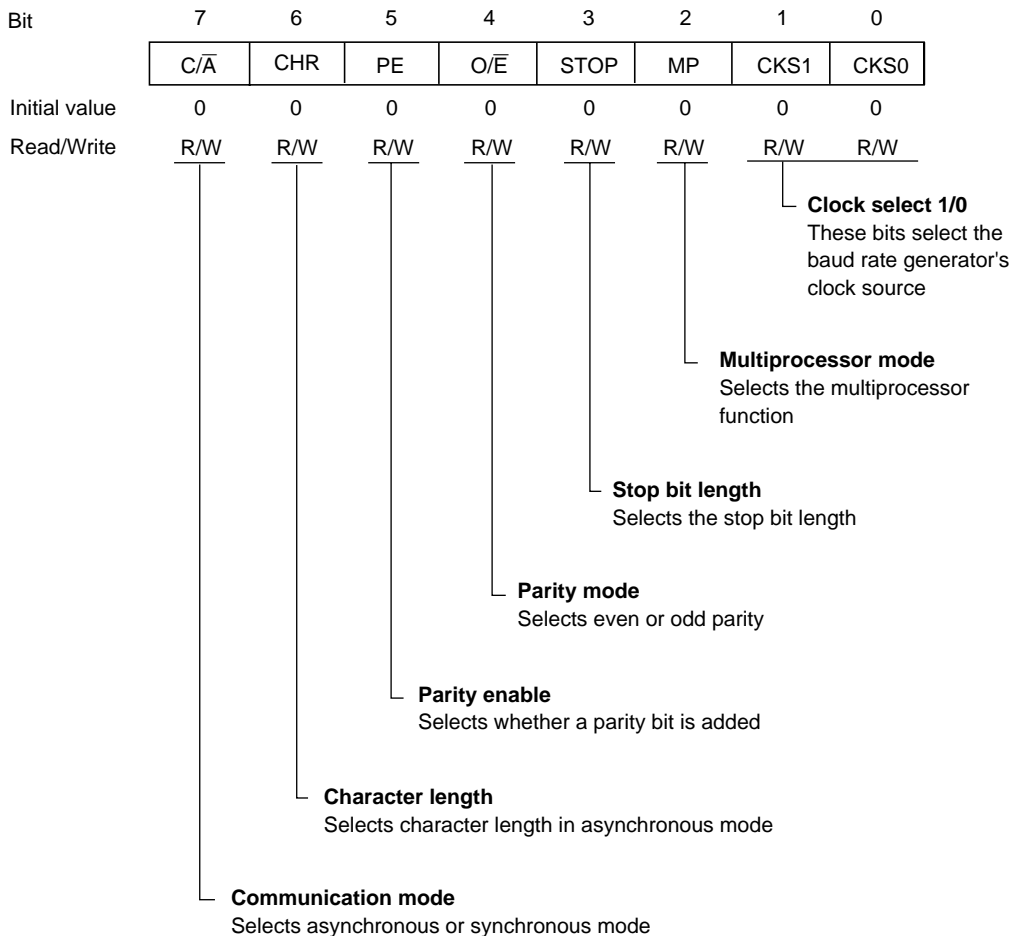 Bit 7 6 5 4 3 2 1 0
C/A̅ CHR PE O/E̅ STOP MP CKS1 CKS0
Initial value 0 0 0 0 0 0 0 0
Read/Write R/W R/W R/W R/W R/W R/W R/W R/W
Clock select 1/0
These bits select the
baud rate generator's
clock source
Multiprocessor mode
Selects the multiprocessor
function
Stop bit length
Selects the stop bit length
Parity mode
Selects even or odd parity
Parity enable
Selects whether a parity bit is added
Character length
Selects character length in asynchronous mode
Communication mode
Selects asynchronous or synchronous mode